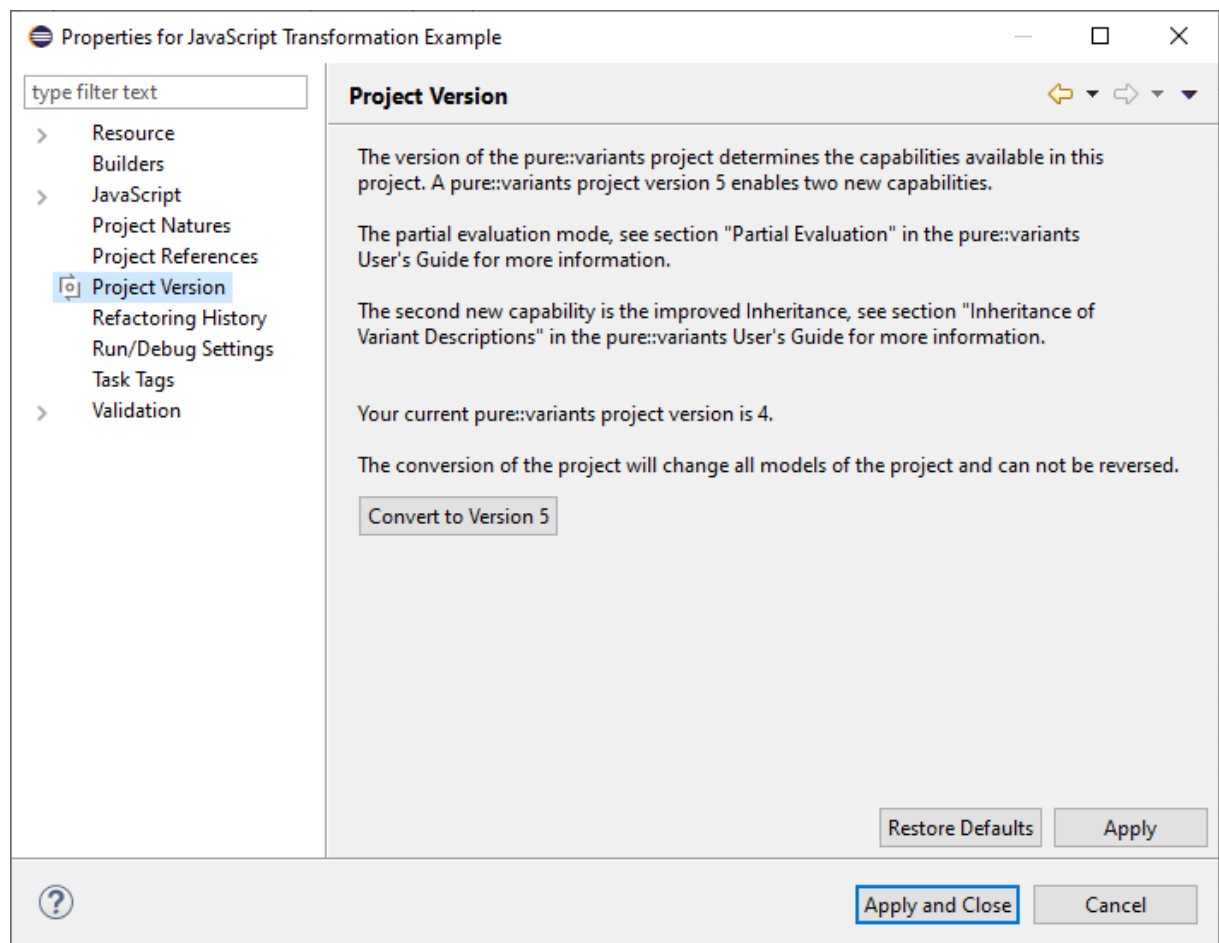 Properties for JavaScript Transformation Example
type filter text
Resource
Builders
JavaScript
Project Natures
Project References
Project Version
Refactoring History
Run/Debug Settings
Task Tags
Validation
Project Version
The version of the pure::variants project determines the capabilities available in this
project. A pure::variants project version 5 enables two new capabilities.
The partial evaluation mode, see section "Partial Evaluation" in the pure::variants
User's Guide for more information.
The second new capability is the improved Inheritance, see section "Inheritance of
Variant Descriptions" in the pure::variants User's Guide for more information.
Your current pure::variants project version is 4.
The conversion of the project will change all models of the project and can not be reversed.
Convert to Version 5
Restore Defaults
Apply
?
Apply and Close
Cancel